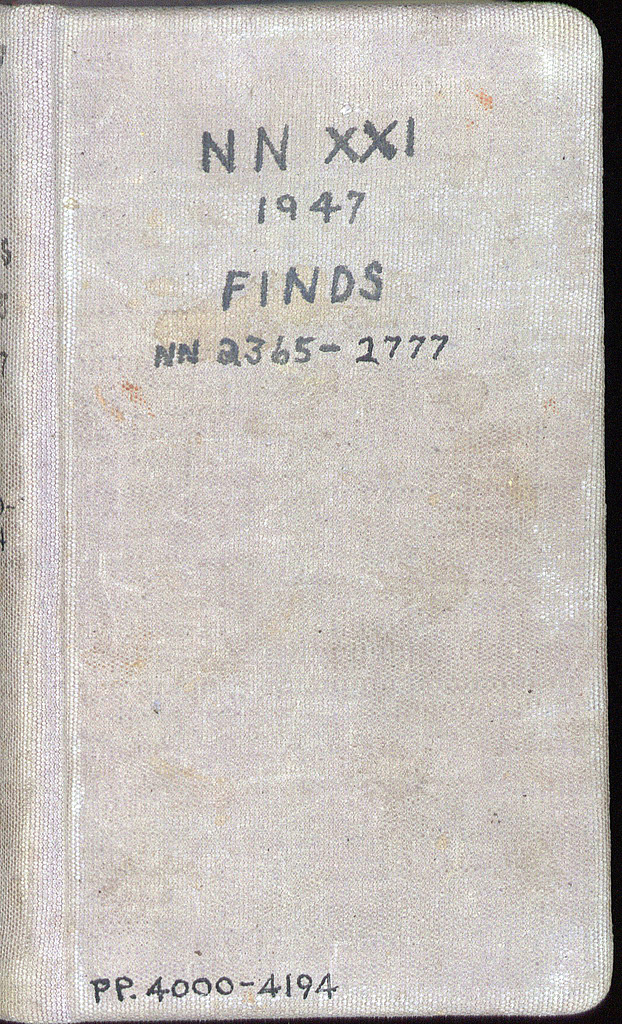 NN XXI
1947
FINDS
NN 2365-2777
PP. 4000-4194